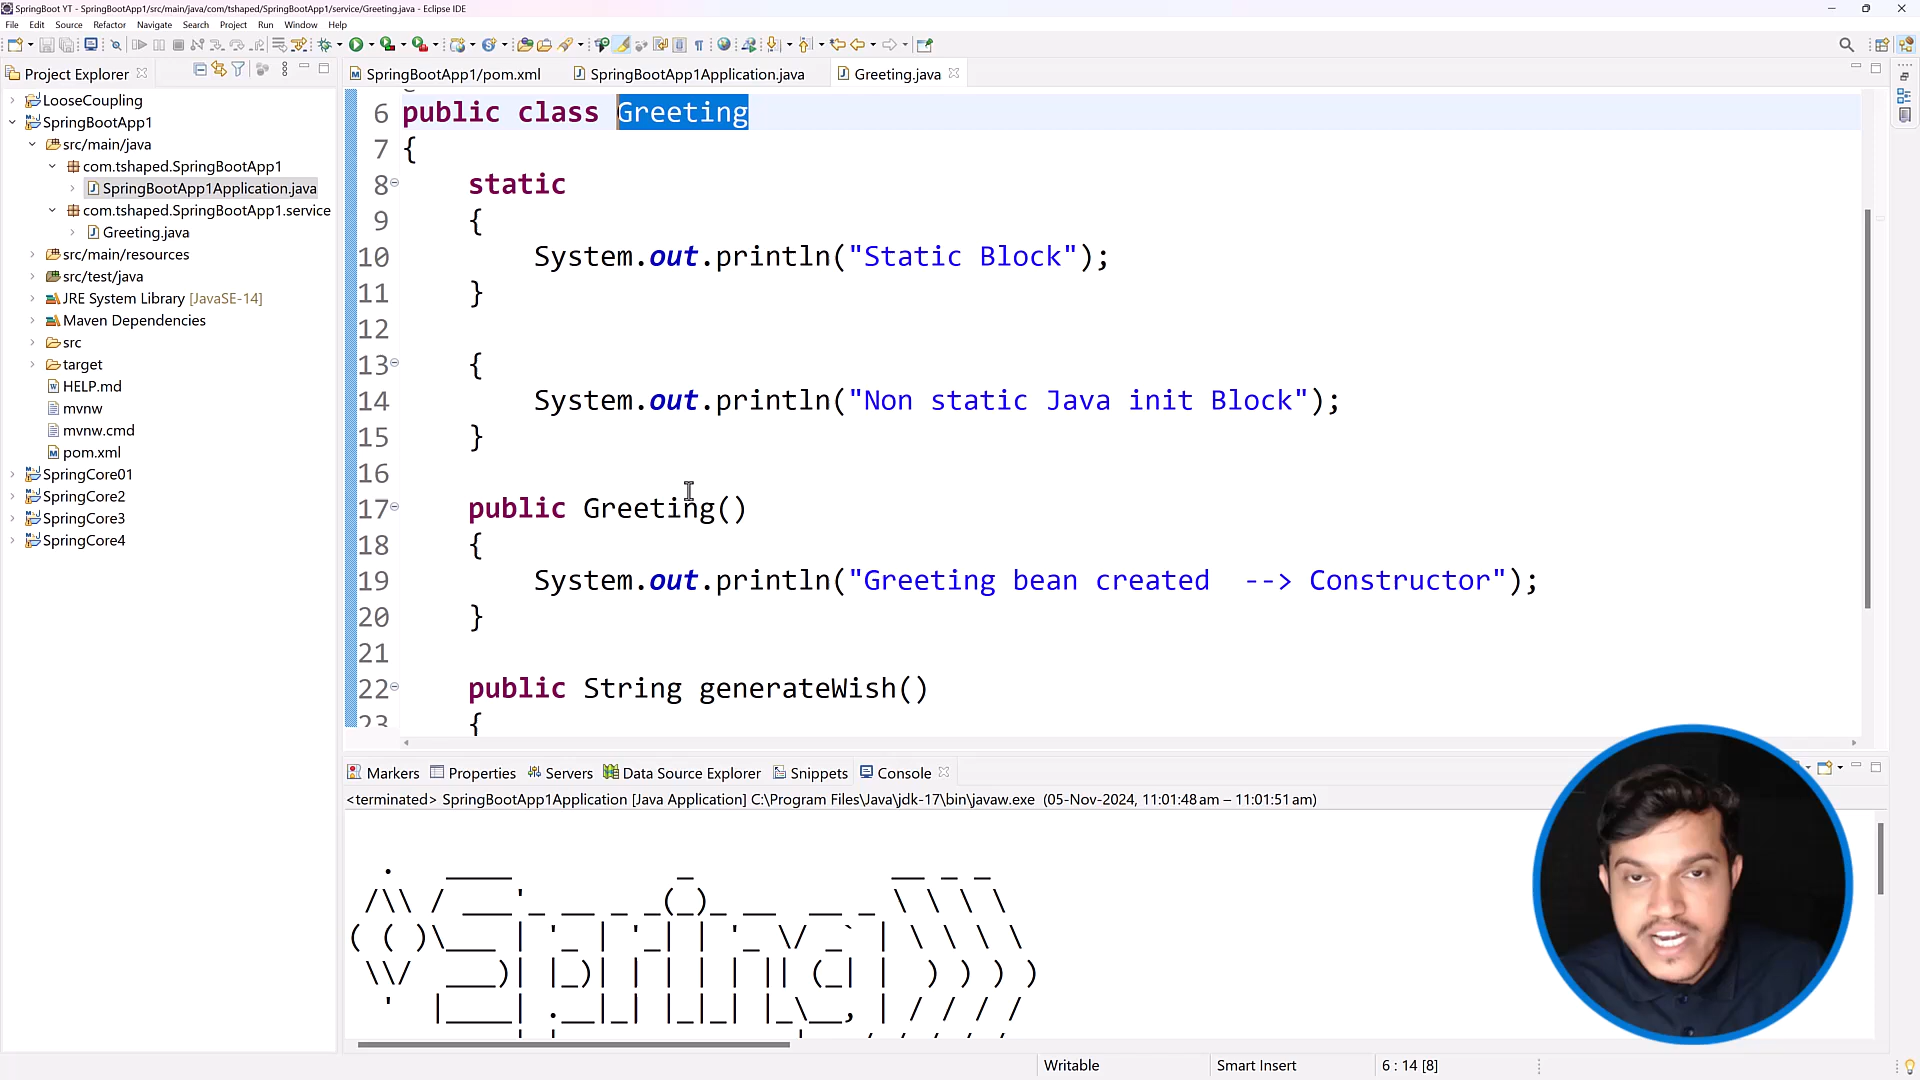 SpringBoot YT - SpringBootApp1/src/main/java/com/tshaped/SpringBootApp1/service/Greeting.java - Eclipse IDE
File Edit Source Refactor Navigate Search Project Run Window Help
Project Explorer
SpringBootApp1/pom.xml SpringBootApp1Application.java Greeting.java
LooseCoupling
SpringBootApp1
src/main/java
com.tshaped.SpringBootApp1
SpringBootApp1Application.java
com.tshaped.SpringBootApp1.service
Greeting.java
src/main/resources
src/test/java
JRE System Library [JavaSE-14]
Maven Dependencies
src
target
HELP.md
mvnw
mvnw.cmd
pom.xml
SpringCore01
SpringCore2
SpringCore3
SpringCore4
6 public class Greeting
7 {
8 static
9 {
10 System.out.println("Static Block");
11 }
12
13 {
14 System.out.println("Non static Java init Block");
15 }
16
17 public Greeting()
18 {
19 System.out.println("Greeting bean created  --> Constructor");
20 }
21
22 public String generateWish()
23 {
Markers Properties Servers Data Source Explorer Snippets Console
<terminated> SpringBootApp1Application [Java Application] C:\Program Files\Java\jdk-17\bin\javaw.exe (05-Nov-2024, 11:01:48 am – 11:01:51 am)
Writable Smart Insert 6 : 14 [8]